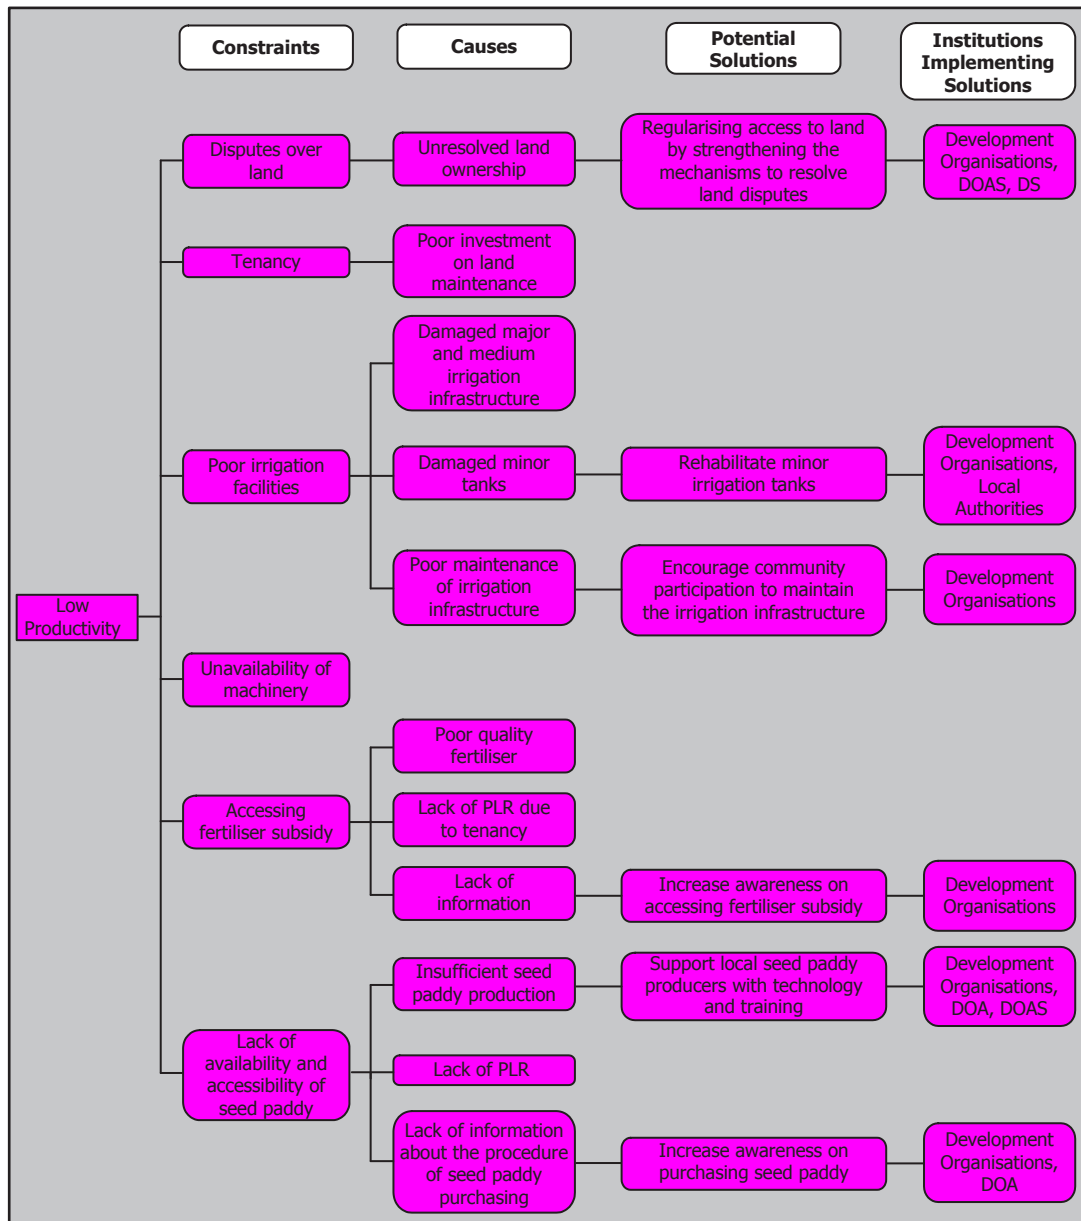 Constraints
Causes
Potential
Solutions
Institutions
Implementing
Solutions
Low
Productivity
Disputes over
land
Unresolved land
ownership
Regularising access to land
by strengthening the
mechanisms to resolve
land disputes
Development
Organisations,
DOAS, DS
Tenancy
Poor investment
on land
maintenance
Poor irrigation
facilities
Damaged major
and medium
irrigation
infrastructure
Damaged minor
tanks
Rehabilitate minor
irrigation tanks
Development
Organisations,
Local
Authorities
Poor maintenance
of irrigation
infrastructure
Encourage community
participation to maintain
the irrigation infrastructure
Development
Organisations
Unavailability of
machinery
Accessing
fertiliser subsidy
Poor quality
fertiliser
Lack of PLR due
to tenancy
Lack of
information
Increase awareness on
accessing fertiliser subsidy
Development
Organisations
Lack of
availability and
accessibility of
seed paddy
Insufficient seed
paddy production
Support local seed paddy
producers with technology
and training
Development
Organisations,
DOA, DOAS
Lack of PLR
Lack of information
about the procedure
of seed paddy
purchasing
Increase awareness on
purchasing seed paddy
Development
Organisations,
DOA